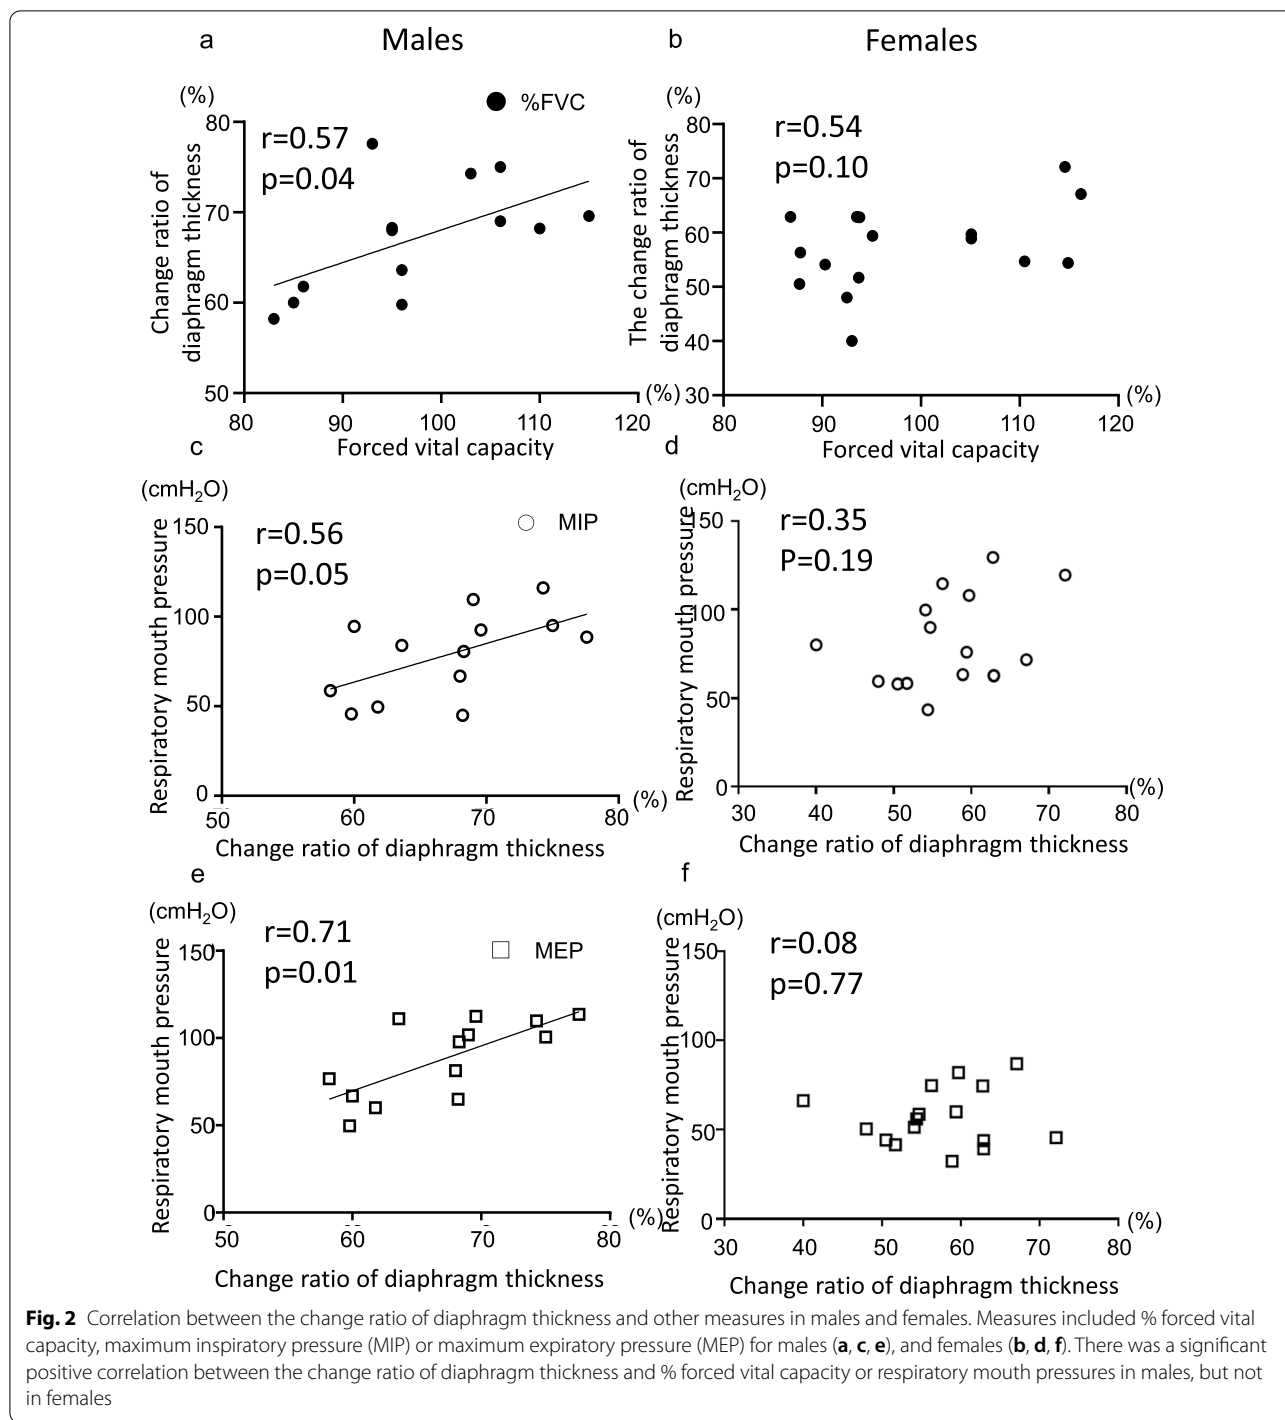 a Males b Females
(%) %FVC (%)
r=0.57 r=0.54
p=0.04 p=0.10
Change ratio of
diaphragm thickness
The change ratio of
diaphragm thickness
80
70
60
50
80 90 100 110 120 (%)
Forced vital capacity
80
70
60
50
40
30
80 90 100 110 120 (%)
Forced vital capacity
c d
(cmH2O) (cmH2O)
r=0.56 MIP r=0.35
p=0.05 P=0.19
Respiratory mouth pressure
150
100
50
0
50 60 70 80 (%)
Change ratio of diaphragm thickness
Respiratory mouth pressure
150
100
50
0
30 40 50 60 70 80 (%)
Change ratio of diaphragm thickness
e f
(cmH2O) (cmH2O)
r=0.71 MEP r=0.08
p=0.01 p=0.77
Respiratory mouth pressure
150
100
50
0
50 60 70 80 (%)
Change ratio of diaphragm thickness
Respiratory mouth pressure
150
100
50
0
30 40 50 60 70 80 (%)
Change ratio of diaphragm thickness
Fig. 2 Correlation between the change ratio of diaphragm thickness and other measures in males and females. Measures included % forced vital
capacity, maximum inspiratory pressure (MIP) or maximum expiratory pressure (MEP) for males (a, c, e), and females (b, d, f). There was a significant
positive correlation between the change ratio of diaphragm thickness and % forced vital capacity or respiratory mouth pressures in males, but not
in females